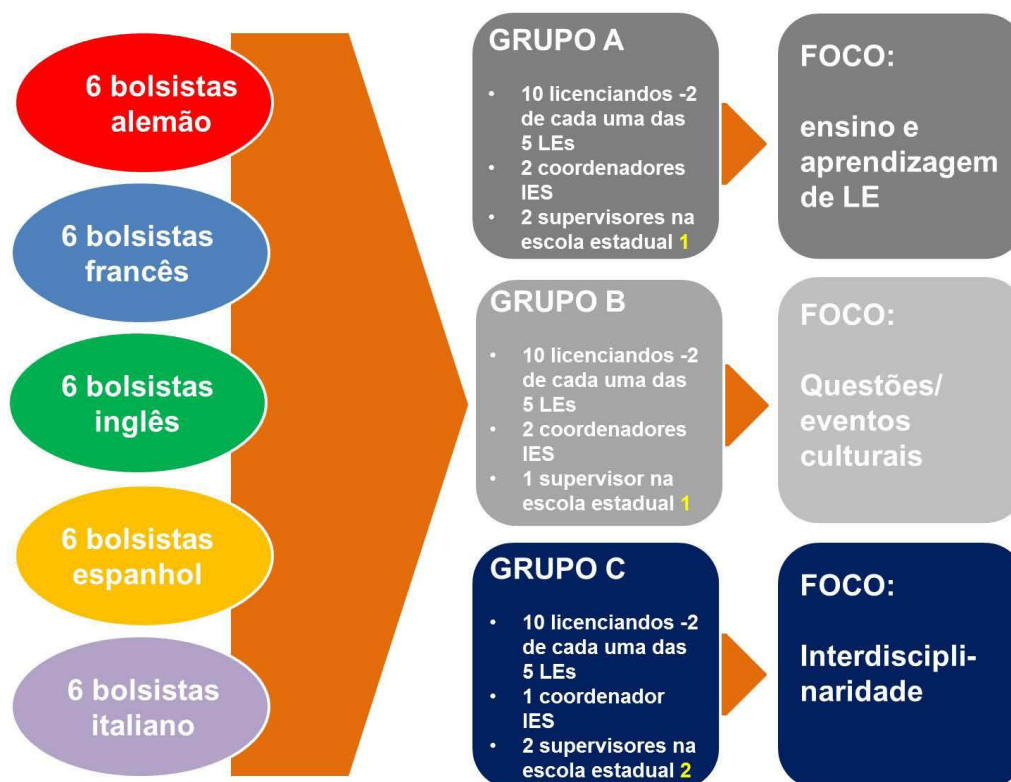 6 bolsistas
alemão
6 bolsistas
francês
6 bolsistas
inglês
6 bolsistas
espanhol
6 bolsistas
italiano
GRUPO A
• 10 licenciandos -2
de cada uma das
5 LEs
• 2 coordenadores
IES
• 2 supervisores na
escola estadual 1
FOCO:
ensino e
aprendizagem
de LE
GRUPO B
• 10 licenciandos -2
de cada uma das
5 LEs
• 2 coordenadores
IES
• 1 supervisor na
escola estadual 1
FOCO:
Questões/
eventos
culturais
GRUPO C
• 10 licenciandos -2
de cada uma das
5 LEs
• 1 coordenador
IES
• 2 supervisores na
escola estadual 2
FOCO:
Interdiscipli-
naridade